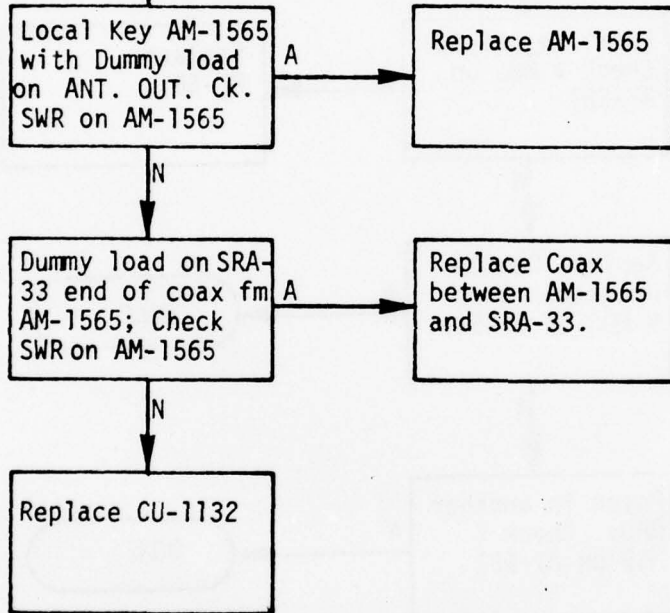 Local Key AM-1565
with Dummy load
on ANT. OUT. Ck.
SWR on AM-1565
A
Replace AM-1565
N
Dummy load on SRA-
33 end of coax fm
AM-1565; Check
SWR on AM-1565
A
Replace Coax
between AM-1565
and SRA-33.
N
Replace CU-1132